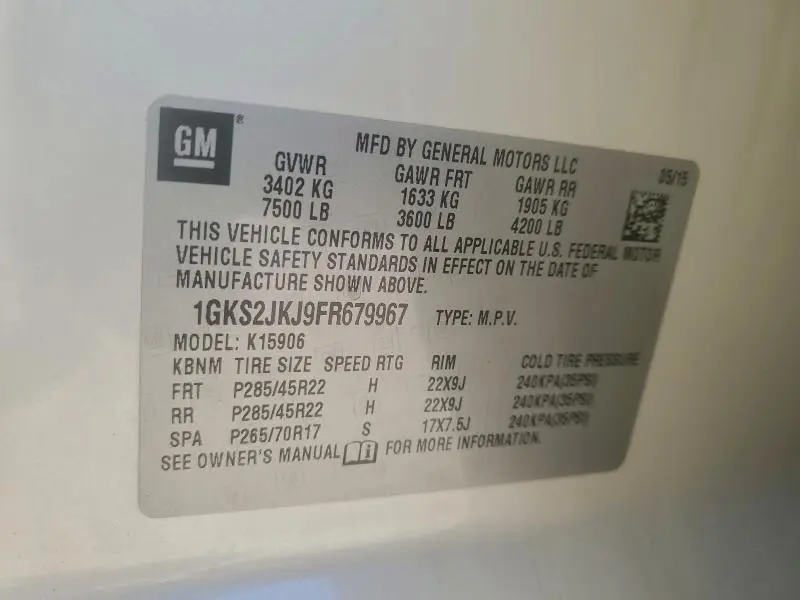 GM ®
MFD BY GENERAL MOTORS LLC 05/15
GVWR GAWR FRT GAWR RR
3402 KG 1633 KG 1905 KG
7500 LB 3600 LB 4200 LB
THIS VEHICLE CONFORMS TO ALL APPLICABLE U.S. FEDERAL MOTOR
VEHICLE SAFETY STANDARDS IN EFFECT ON THE DATE OF
MANUFACTURE SHOWN ABOVE.
1GKS2JKJ9FR679967 TYPE: M.P.V.
MODEL: K15906
KBNM TIRE SIZE SPEED RTG RIM COLD TIRE PRESSURE
FRT P285/45R22 H 22X9J 240KPA(35PSI)
RR P285/45R22 H 22X9J 240KPA(35PSI)
SPA P265/70R17 S 17X7.5J 240KPA(35PSI)
SEE OWNER'S MANUAL i FOR MORE INFORMATION.